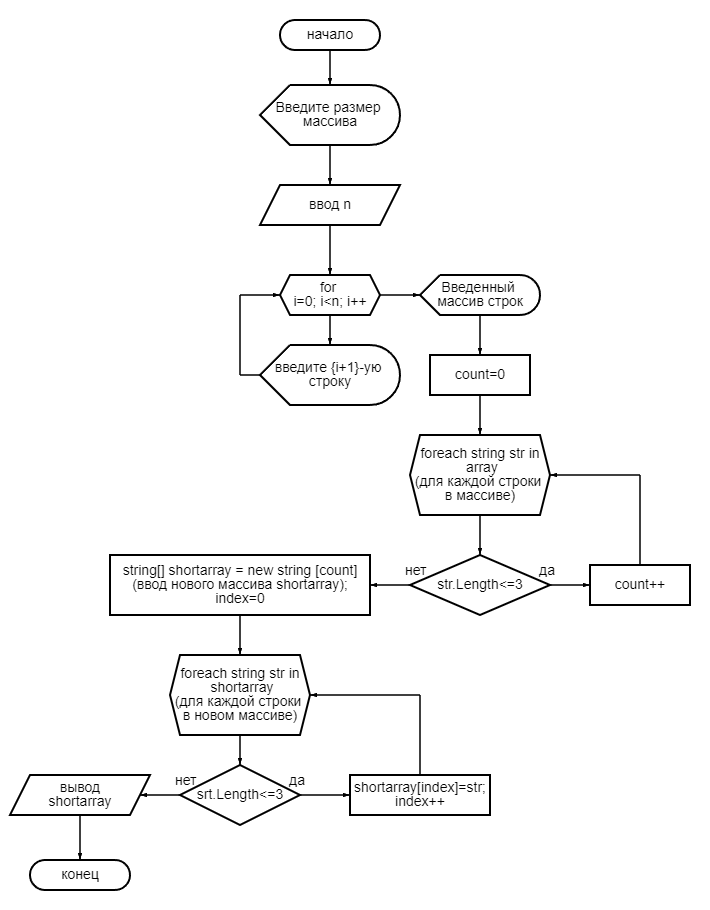 начало
Введите размер
массива
ввод n
for
i=0; i<n; i++
Введенный
массив строк
введите {i+1}-ую
строку
count=0
foreach string str in
array
(для каждой строки
в массиве)
нет
str.Length<=3
да
count++
string[] shortarray = new string [count]
(ввод нового массива shortarray);
index=0
foreach string str in
shortarray
(для каждой строки
в новом массиве)
нет
srt.Length<=3
да
shortarray[index]=str;
index++
вывод
shortarray
конец